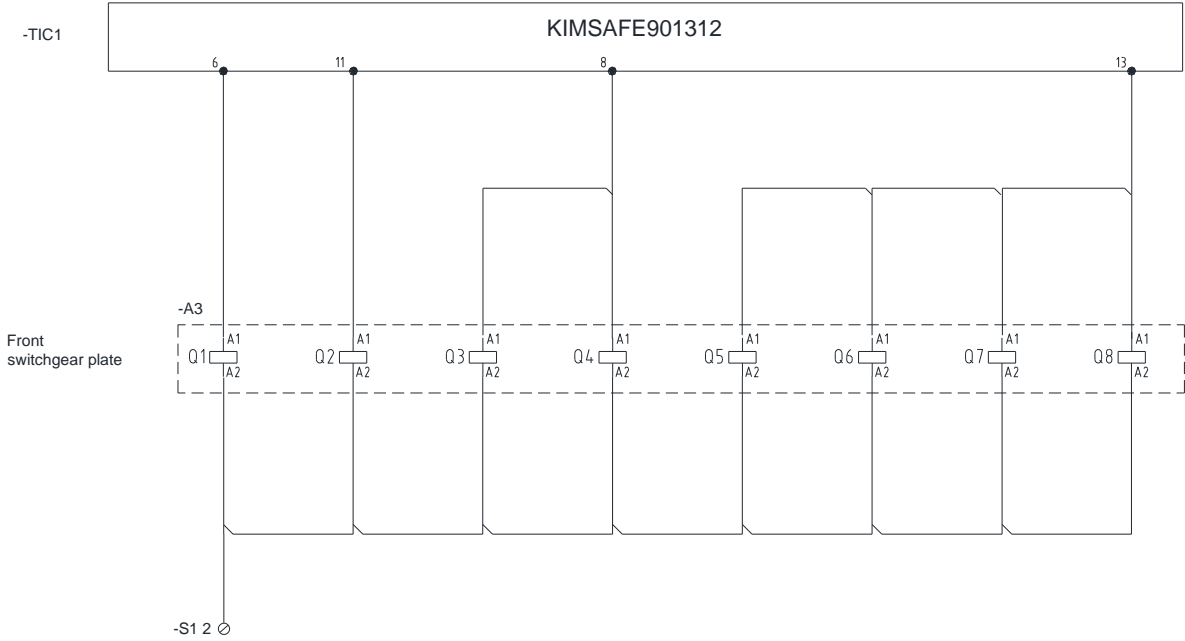 -TIC1
KIMSAFE901312
6 11 8 13
-A3
Front
switchgear plate
A1 A1 A1 A1 A1 A1 A1 A1
Q1 Q2 Q3 Q4 Q5 Q6 Q7 Q8
A2 A2 A2 A2 A2 A2 A2 A2
-S1 2